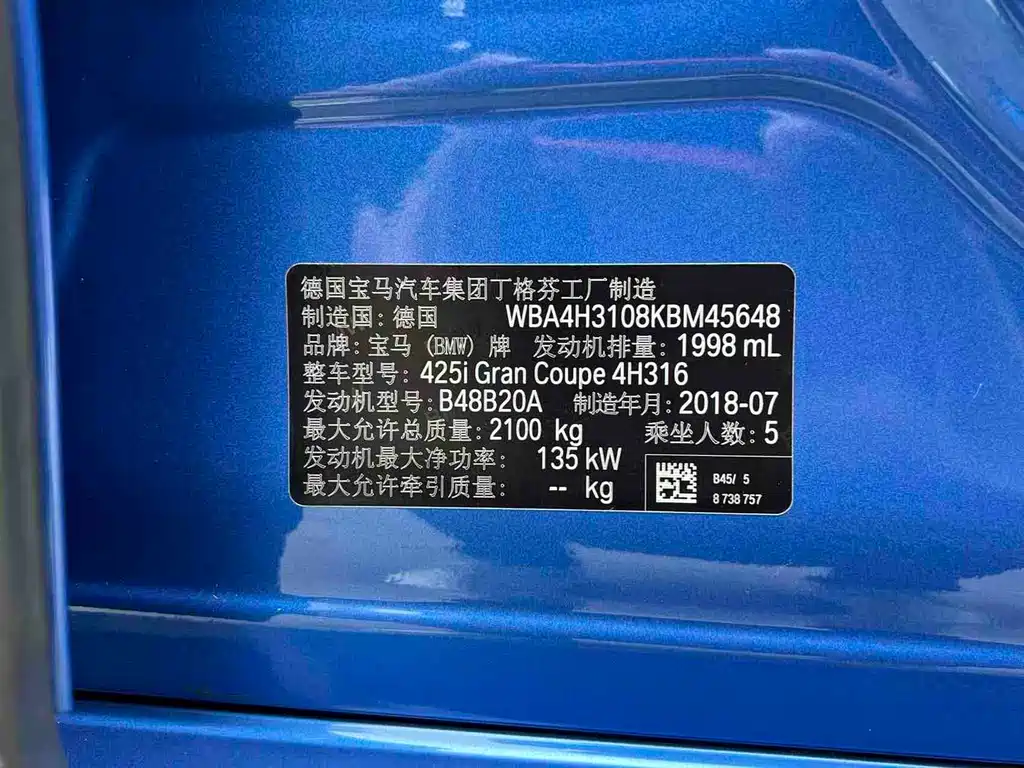 德国宝马汽车集团丁格芬工厂制造
制造国：德国 WBA4H3108KBM45648
品牌：宝马 (BMW) 牌 发动机排量：1998 mL
整车型号：425i Gran Coupe 4H316
发动机型号：B48B20A 制造年月：2018-07
最大允许总质量：2100 kg 乘坐人数：5
发动机最大净功率： 135 kW
最大允许牵引质量： -- kg
B45/ 5
8 738 757